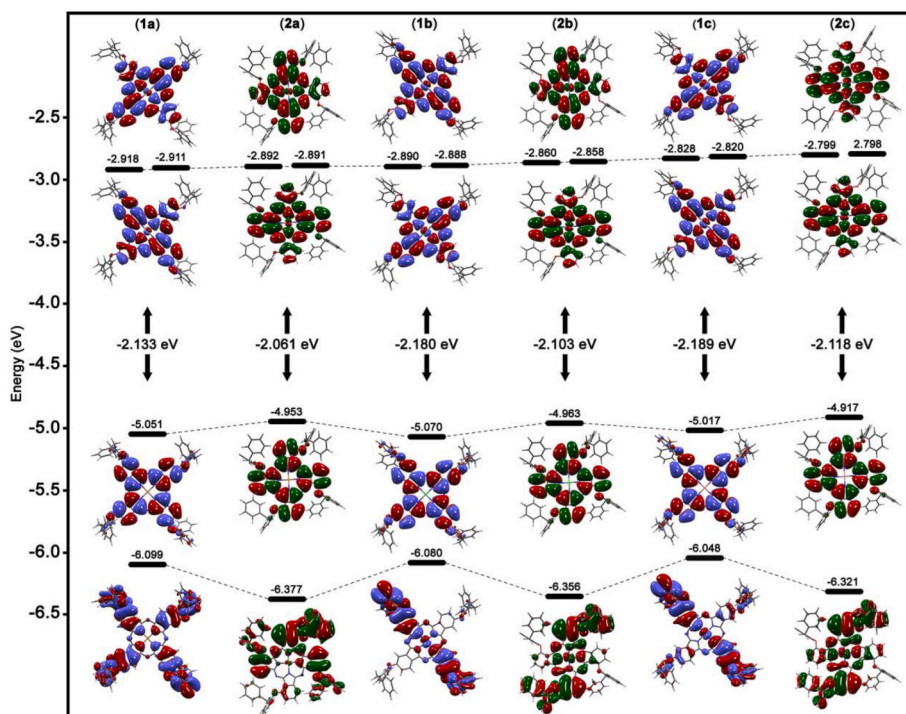 (1a) (2a) (1b) (2b) (1c) (2c)
-2.5
-2.918 -2.911 -2.892 -2.891 -2.890 -2.888 -2.860 -2.858 -2.828 -2.820 -2.799 2.798
-3.0
-3.5
-4.0
-2.133 eV -2.061 eV -2.180 eV -2.103 eV -2.189 eV -2.118 eV
Energy (eV)
-4.5
-5.051 -4.953 -5.070 -4.963 -5.017 -4.917
-5.0
-5.5
-6.0
-6.099 -6.377 -6.080 -6.356 -6.048 -6.321
-6.5